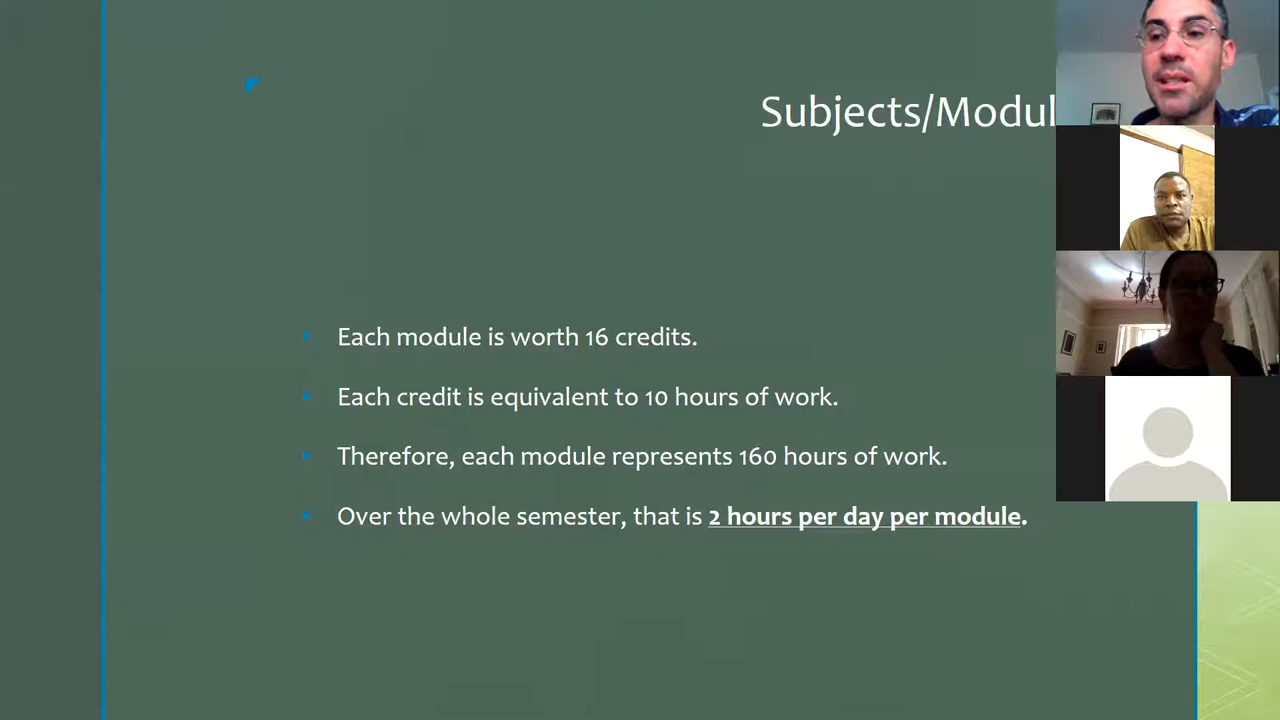 Subjects/Modul
Each module is worth 16 credits.
Each credit is equivalent to 10 hours of work.
Therefore, each module represents 160 hours of work.
Over the whole semester, that is 2 hours per day per module.